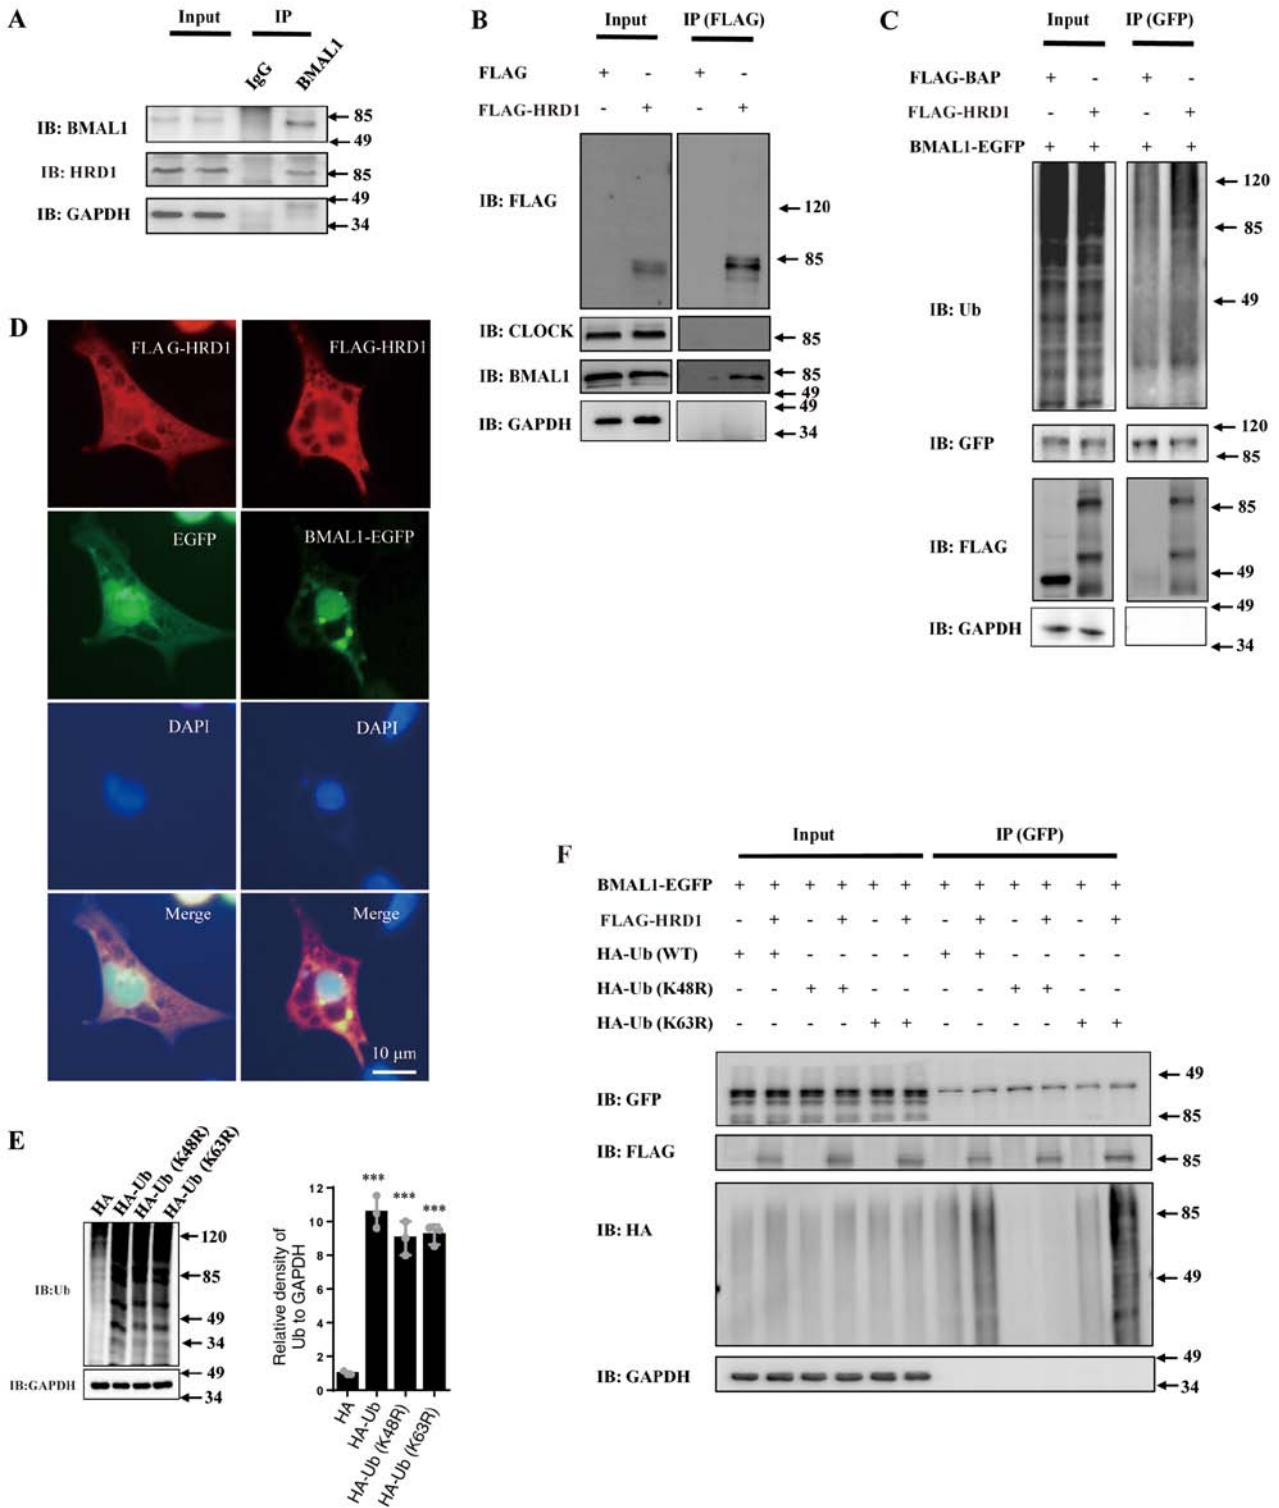 A
Input IP
IgG BMAL1
IB: BMAL1 85
49
IB: HRD1 85
IB: GAPDH 49
34
B
Input IP (FLAG)
FLAG + - + -
FLAG-HRD1 - + - +
IB: FLAG
120
85
IB: CLOCK 85
IB: BMAL1 85
49
IB: GAPDH 49
34
C
Input IP (GFP)
FLAG-BAP + - + -
FLAG-HRD1 - + - +
BMAL1-EGFP + + + +
120
85
49
IB: Ub
IB: GFP 120
85
IB: FLAG 85
49
IB: GAPDH 49
34
D
FLAG-HRD1 FLAG-HRD1
EGFP BMAL1-EGFP
DAPI DAPI
Merge Merge
10 μm
E
HA HA-Ub HA-Ub (K48R) HA-Ub (K63R)
IB:Ub
120
85
49
34
IB:GAPDH 49
34
Relative density of
Ub to GAPDH
12
10
8
6
4
2
0
*** *** ***
HA HA-Ub HA-Ub (K48R) HA-Ub (K63R)
F
Input IP (GFP)
BMAL1-EGFP + + + + + + + + + + + +
FLAG-HRD1 - + - + - + - + - + - +
HA-Ub (WT) + + - - - - + + - - - -
HA-Ub (K48R) - - + + - - - - + + - -
HA-Ub (K63R) - - - - + + - - - - + +
IB: GFP 49
85
IB: FLAG 85
IB: HA 85
49
IB: GAPDH 49
34